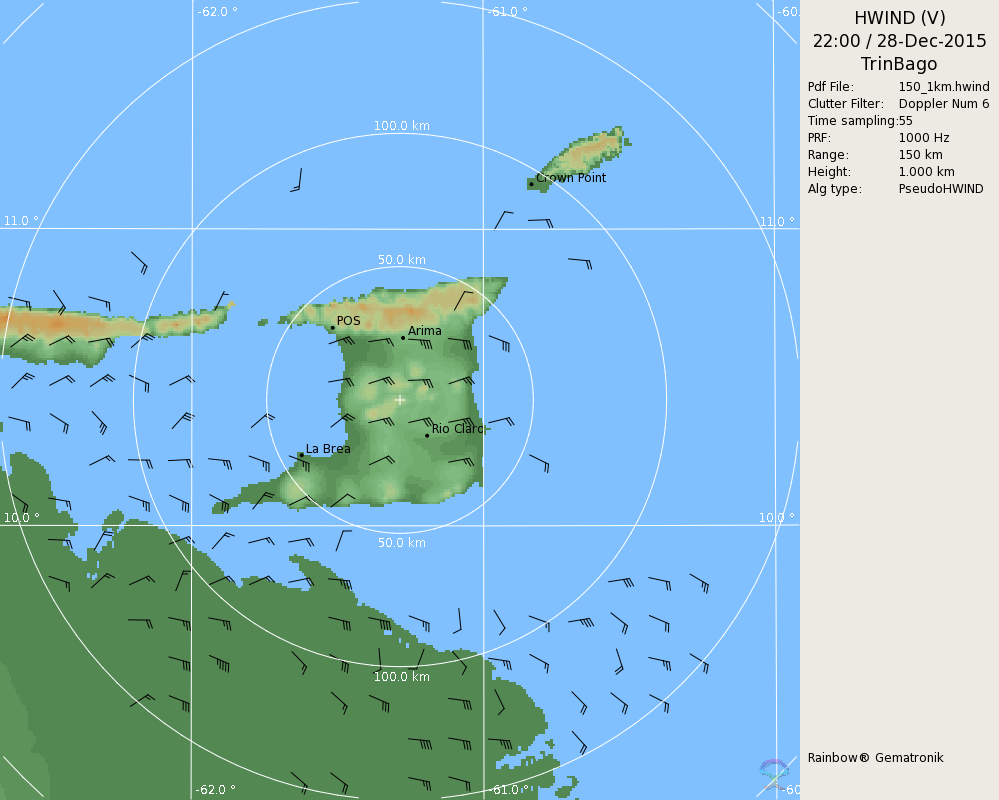 -62.0 °
-61.0 °
-60.
HWIND (V)
22:00 / 28-Dec-2015
TrinBago
Pdf File: 150_1km.hwind
Clutter Filter: Doppler Num 6
Time sampling:55
PRF: 1000 Hz
Range: 150 km
Height: 1.000 km
Alg type: PseudoHWIND
100.0 km
Crown Point
11.0 °
11.0 °
50.0 km
POS
Arima
Rio Claro
La Brea
10.0 °
10.0 °
50.0 km
100.0 km
Rainbow® Gematronik
-62.0 °
-61.0 °
-60